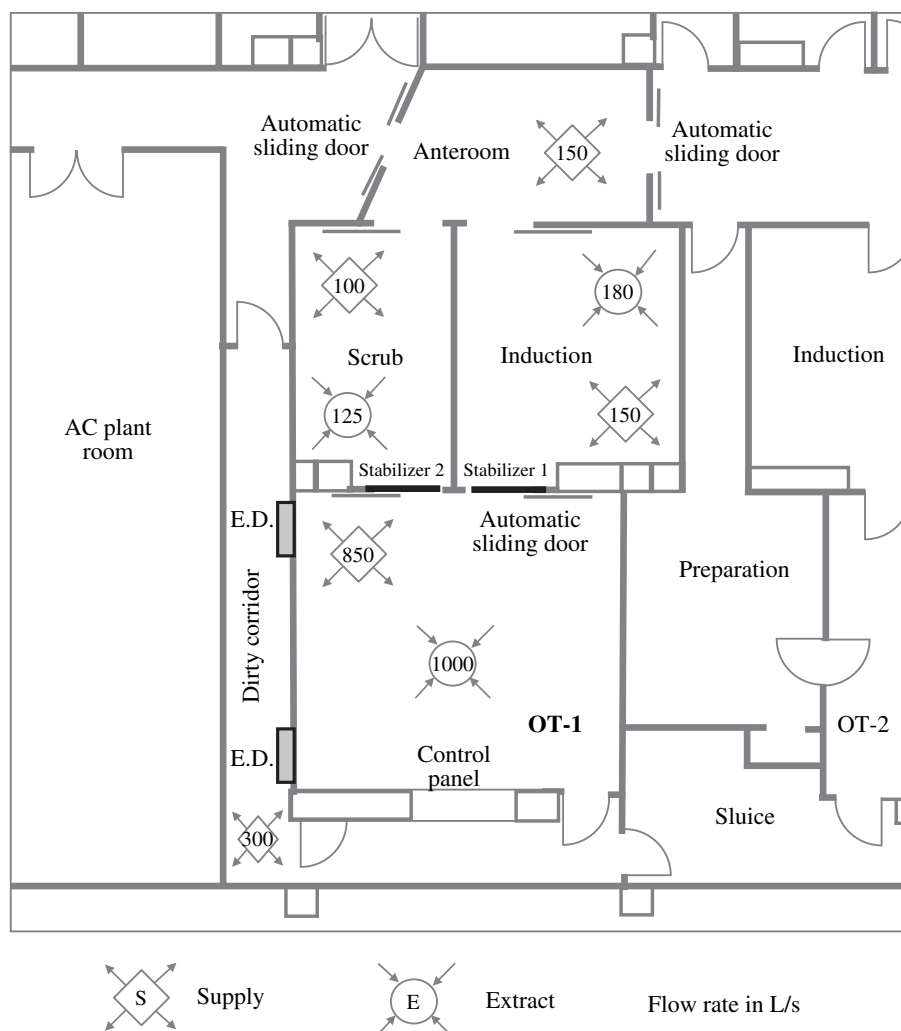 Automatic
sliding door
Anteroom
150
Automatic
sliding door
100
180
Scrub
Induction
Induction
125
150
AC plant
room
Stabilizer 2
Stabilizer 1
E.D.
Automatic
sliding door
850
Preparation
Dirty corridor
1000
OT-1
OT-2
E.D.
Control
panel
300
Sluice
S
Supply
E
Extract
Flow rate in L/s